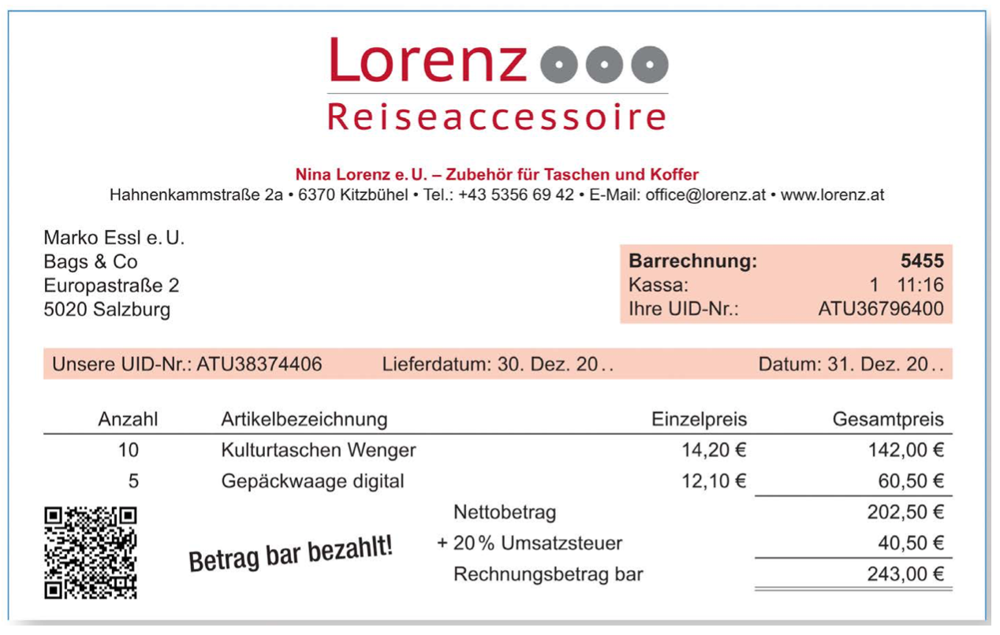 Lorenz
Reiseaccessoire
Nina Lorenz e. U. – Zubehör für Taschen und Koffer
Hahnenkammstraße 2a • 6370 Kitzbühel • Tel.: +43 5356 69 42 • E-Mail: office@lorenz.at • www.lorenz.at
Marko Essl e. U.
Bags & Co
Europastraße 2
5020 Salzburg
Barrechnung: 5455
Kassa: 1 11:16
Ihre UID-Nr.: ATU36796400
Unsere UID-Nr.: ATU38374406 Lieferdatum: 30. Dez. 20 . . Datum: 31. Dez. 20 . .
Anzahl Artikelbezeichnung Einzelpreis Gesamtpreis
10 Kulturtaschen Wenger 14,20 € 142,00 €
5 Gepäckwaage digital 12,10 € 60,50 €
Nettobetrag 202,50 €
+ 20 % Umsatzsteuer 40,50 €
Betrag bar bezahlt!
Rechnungsbetrag bar 243,00 €